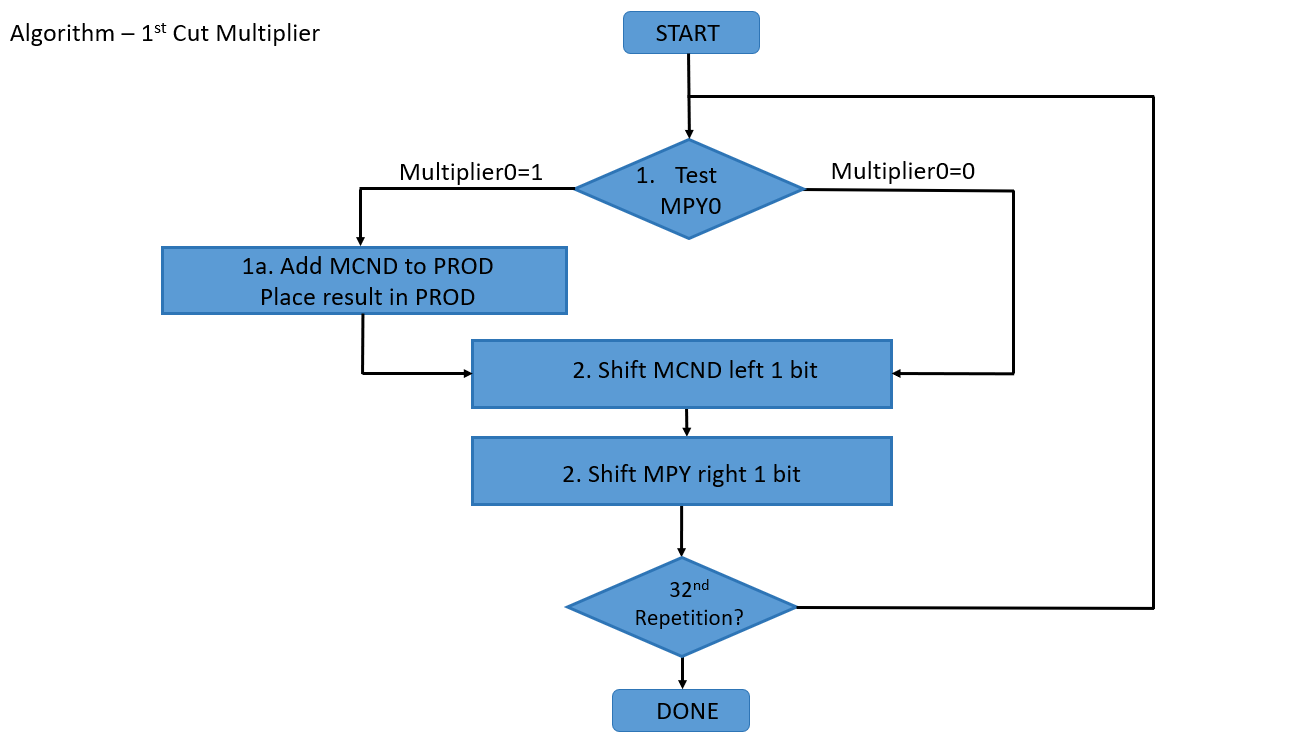 Algorithm – 1st Cut Multiplier
START
Multiplier0=1
1. Test
MPY0
Multiplier0=0
1a. Add MCND to PROD
Place result in PROD
2. Shift MCND left 1 bit
2. Shift MPY right 1 bit
32nd
Repetition?
DONE